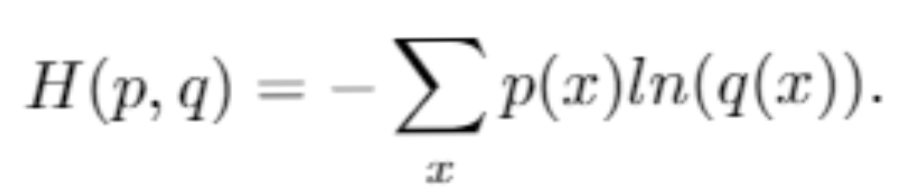 H(p, q) = − ∑ₓ p(x)ln(q(x)).